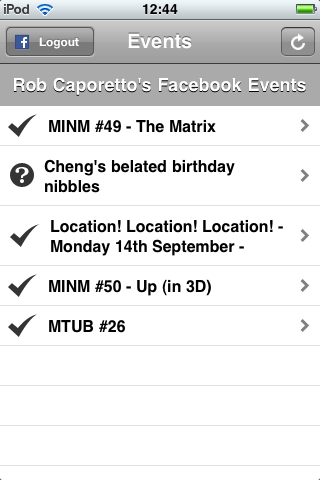 iPod 12:44
Logout Events
Rob Caporetto's Facebook Events
MINM #49 - The Matrix
Cheng's belated birthday
nibbles
Location! Location! Location! -
Monday 14th September -
MINM #50 - Up (in 3D)
MTUB #26